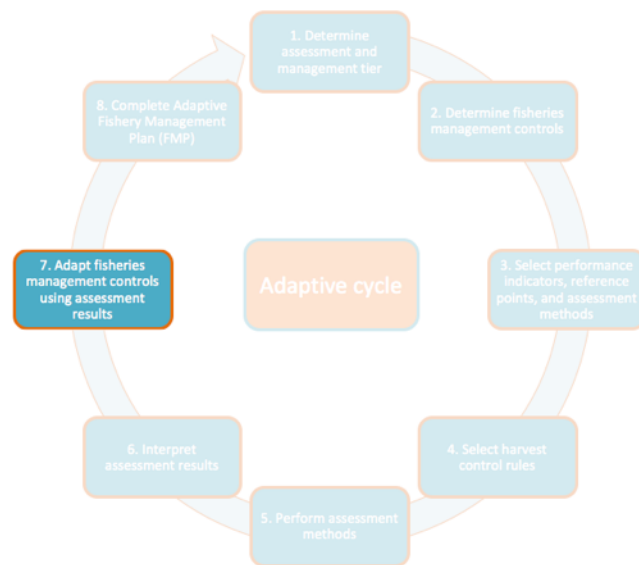 1. Determine
assessment and
management tier
8. Complete Adaptive
Fishery Management
Plan (FMP)
2. Determine fisheries
management controls
7. Adapt fisheries
management controls
using assessment
results
Adaptive cycle
3. Select performance
indicators, reference
points, and assessment
methods
6. Interpret
assessment results
4. Select harvest
control rules
5. Perform assessment
methods